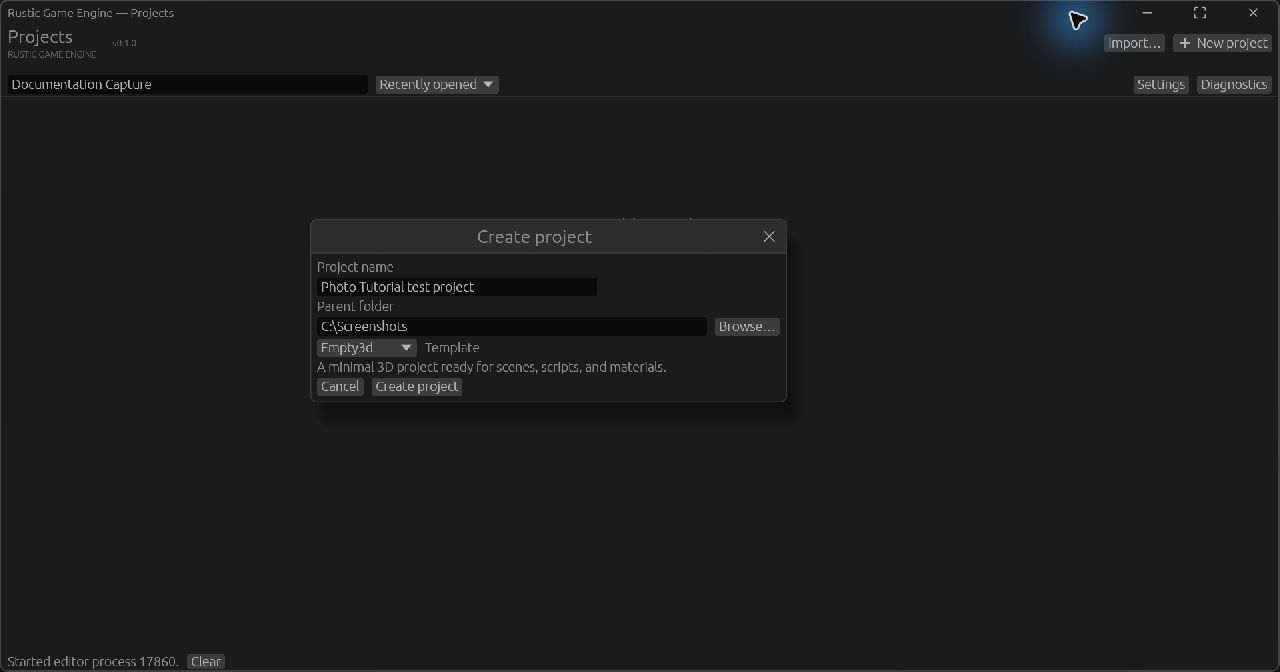 Rustic Game Engine — Projects
Projects v0.1.0
RUSTIC GAME ENGINE
Import... + New project
Documentation Capture Recently opened Settings Diagnostics
Create project
Project name
Photo Tutorial test project
Parent folder
C:\Screenshots Browse...
Empty3d Template
A minimal 3D project ready for scenes, scripts, and materials.
Cancel Create project
Started editor process 17860. Clear